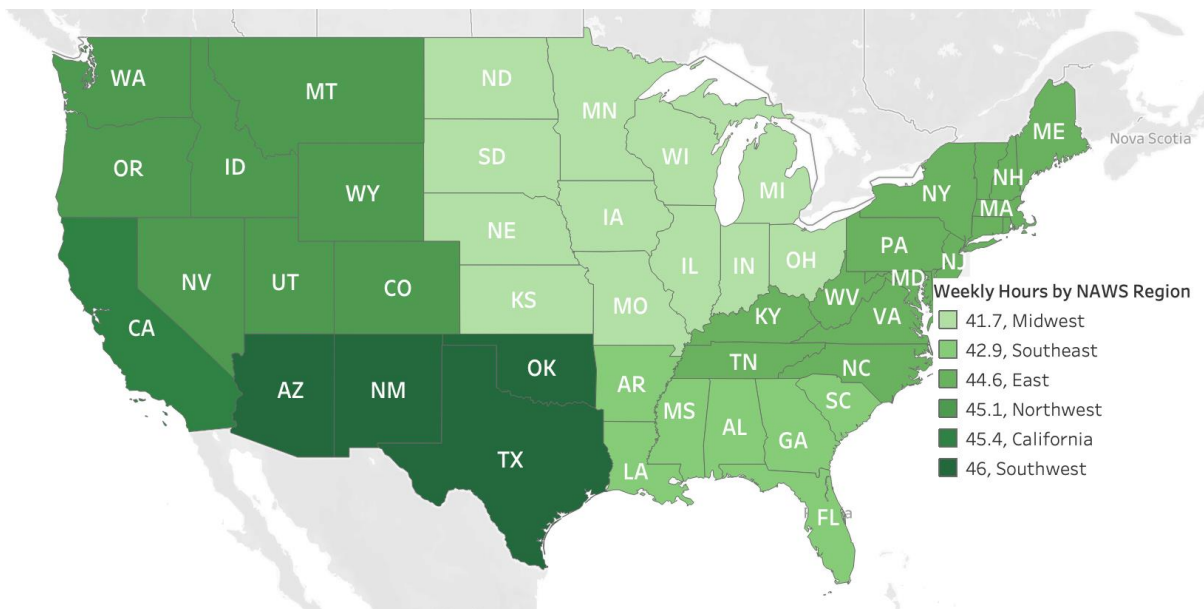 WA
MT
ND
MN
ME
Nova Scotia
OR
ID
SD
WI
NH
WY
MI
NY
MA
IA
NE
PA
NJ
OH
NV
UT
CO
IL
IN
MD
WV
KS
MO
VA
KY
CA
TN
NC
OK
AZ
NM
AR
SC
MS
AL
GA
TX
LA
FL
Weekly Hours by NAWS Region
41.7, Midwest
42.9, Southeast
44.6, East
45.1, Northwest
45.4, California
46, Southwest